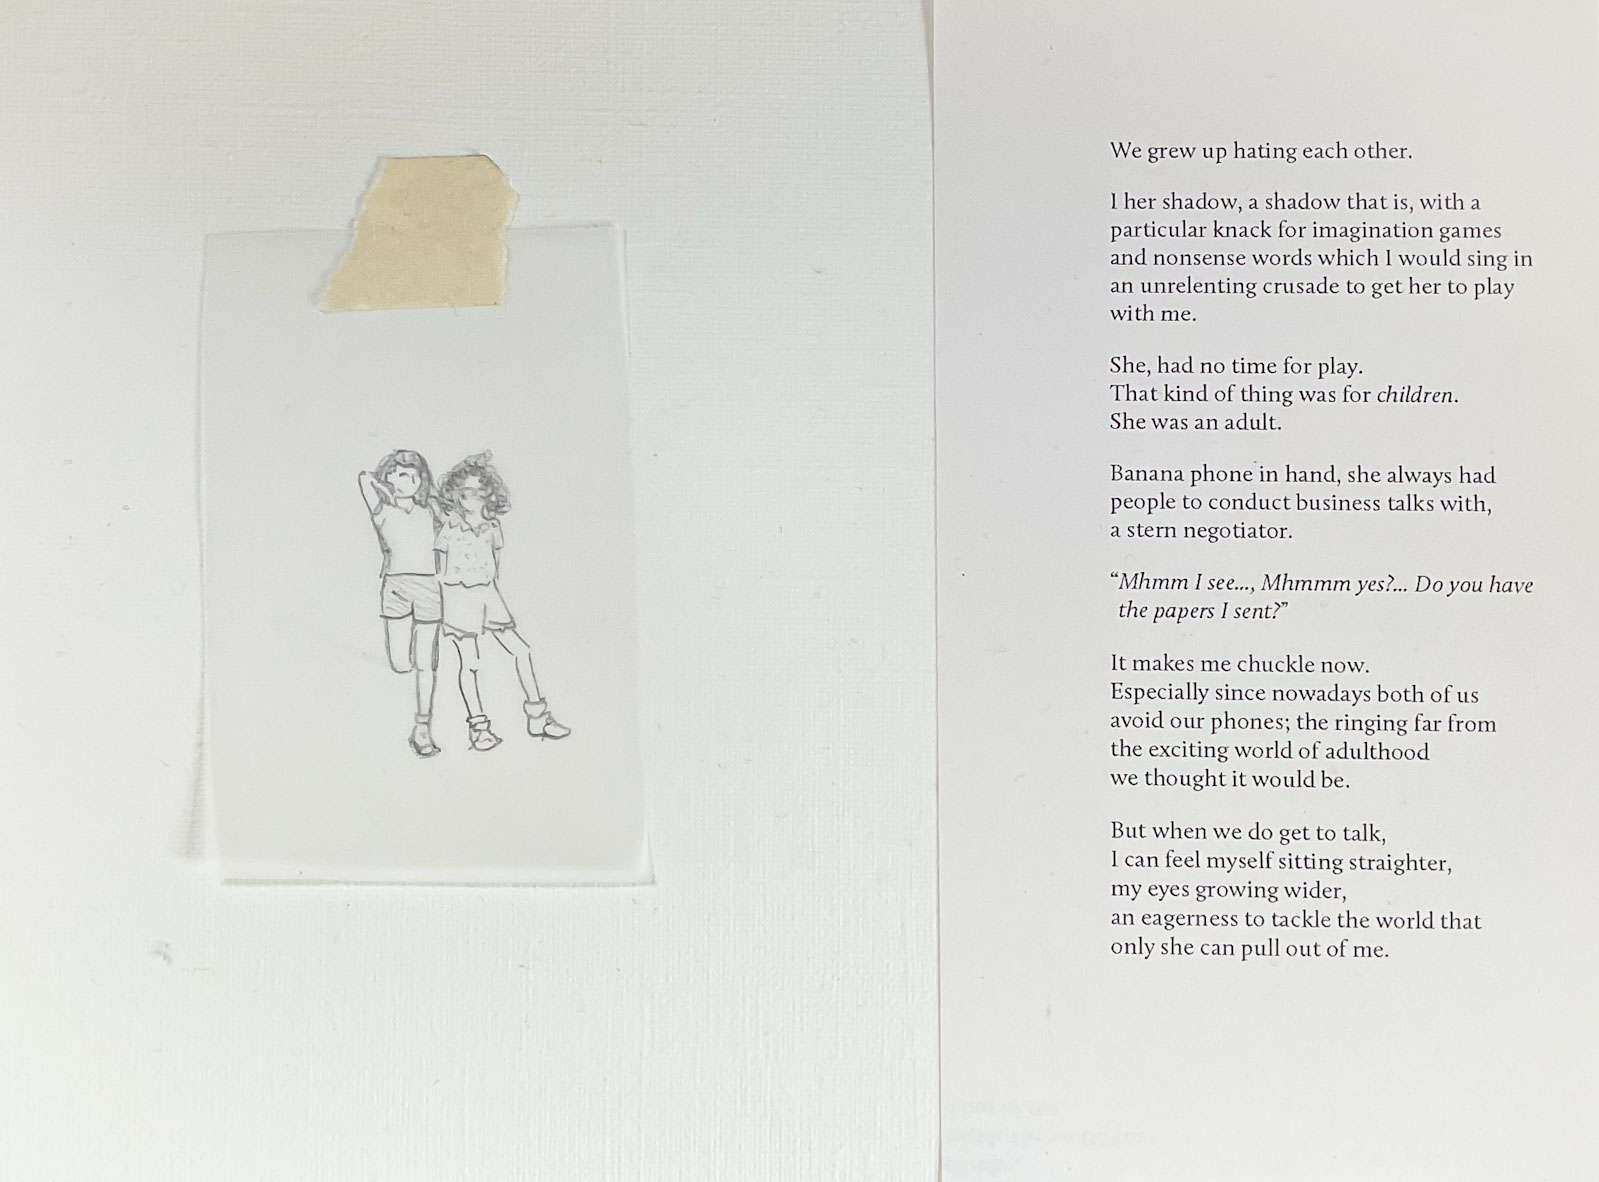 We grew up hating each other.
I her shadow, a shadow that is, with a
particular knack for imagination games
and nonsense words which I would sing in
an unrelenting crusade to get her to play
with me.
She, had no time for play.
That kind of thing was for children.
She was an adult.
Banana phone in hand, she always had
people to conduct business talks with,
a stern negotiator.
“Mhmm I see..., Mhmmm yes?... Do you have
the papers I sent?”
It makes me chuckle now.
Especially since nowadays both of us
avoid our phones; the ringing far from
the exciting world of adulthood
we thought it would be.
But when we do get to talk,
I can feel myself sitting straighter,
my eyes growing wider,
an eagerness to tackle the world that
only she can pull out of me.